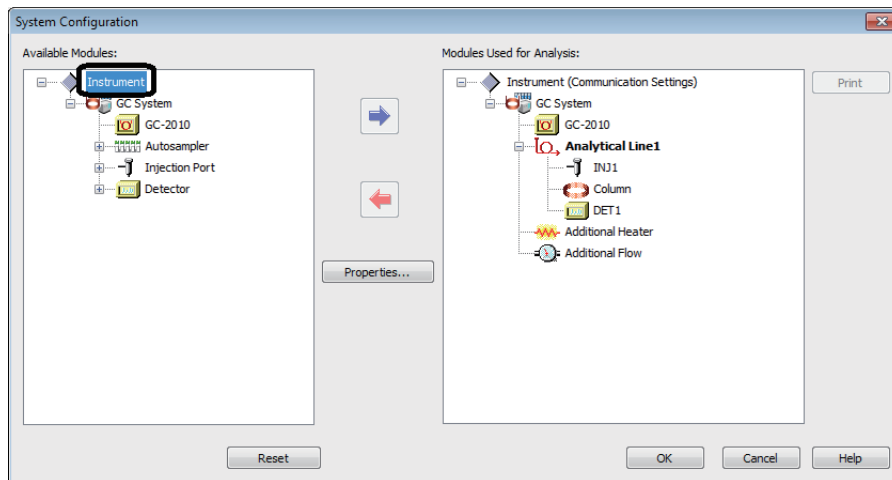 System Configuration
Available Modules:
Modules Used for Analysis:
Instrument
GC System
GC-2010
Autosampler
Injection Port
Detector
Properties...
Instrument (Communication Settings)
GC System
GC-2010
Analytical Line1
INJ1
Column
DET1
Additional Heater
Additional Flow
Print
Reset
OK
Cancel
Help